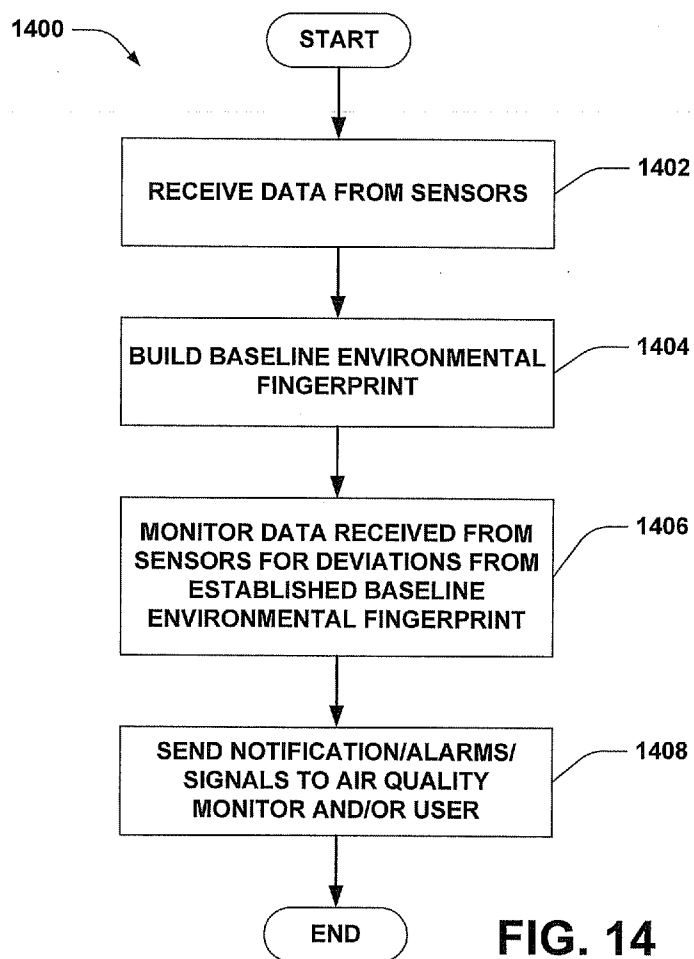 1400
START
RECEIVE DATA FROM SENSORS
1402
BUILD BASELINE ENVIRONMENTAL
FINGERPRINT
1404
MONITOR DATA RECEIVED FROM
SENSORS FOR DEVIATIONS FROM
ESTABLISHED BASELINE
ENVIRONMENTAL FINGERPRINT
1406
SEND NOTIFICATION/ALARMS/
SIGNALS TO AIR QUALITY
MONITOR AND/OR USER
1408
END
FIG. 14